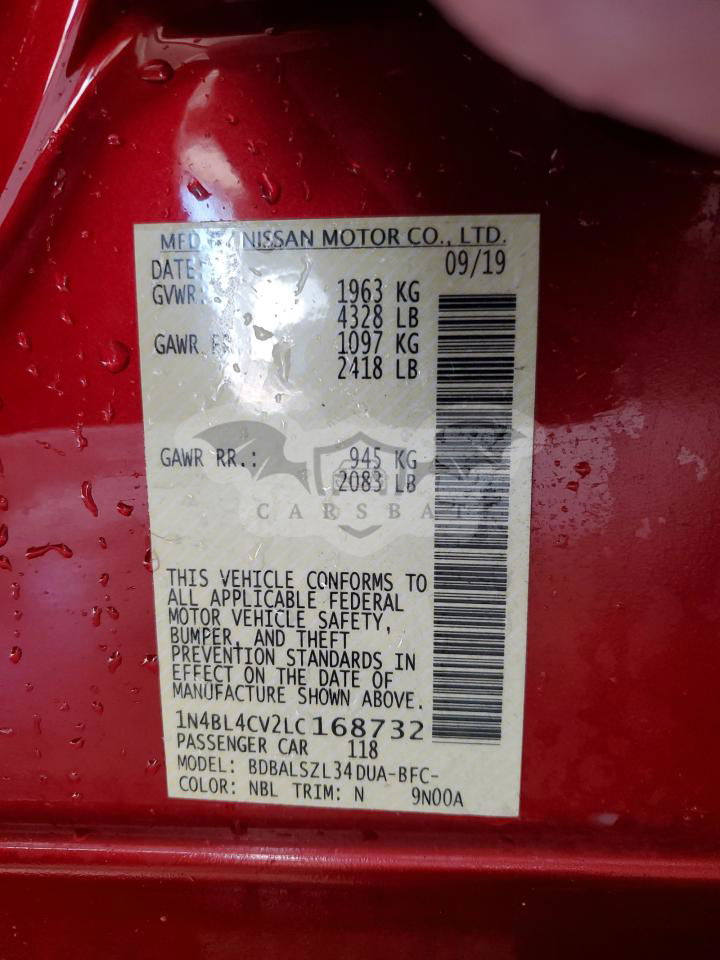 MFD NISSAN MOTOR CO., LTD.
DATE: 09/19
GVWR: 1963 KG
4328 LB
GAWR FR 1097 KG
2418 LB
GAWR RR.: 945 KG
2083 LB
CARSBAT
THIS VEHICLE CONFORMS TO
ALL APPLICABLE FEDERAL
MOTOR VEHICLE SAFETY,
BUMPER, AND THEFT
PREVENTION STANDARDS IN
EFFECT ON THE DATE OF
MANUFACTURE SHOWN ABOVE.
1N4BL4CV2LC168732
PASSENGER CAR 118
MODEL: BDBALSZL34DUA-BFC-
COLOR: NBL TRIM: N 9N00A